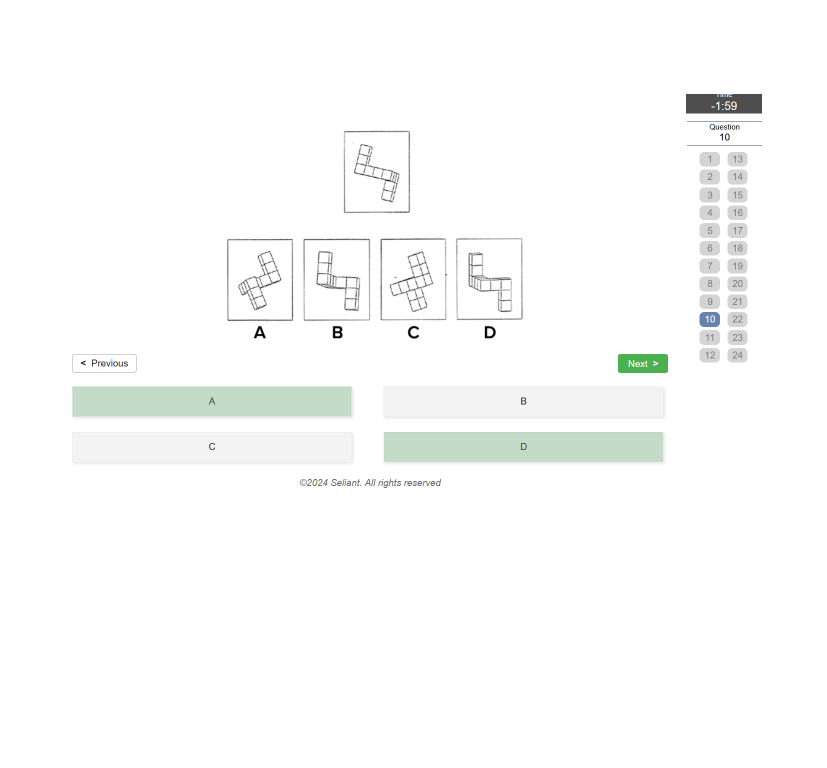 Time
-1:59
Question
10
1 13
2 14
3 15
4 16
5 17
6 18
7 19
8 20
9 21
10 22
11 23
12 24
A B C D
< Previous
Next >
A
B
C
D
©2024 Seliant. All rights reserved